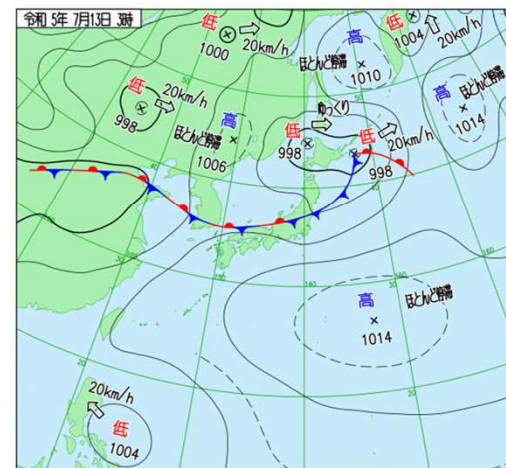 令和 5年 7月13日 3時
低
1000
20km/h
高
ほとんど停滞
1010
低
1004
20km/h
低
998
20km/h
高
ほとんど停滞
1006
低
998
ゆっくり
低
998
20km/h
高
ほとんど停滞
1014
高
ほとんど停滞
1014
20km/h
低
1004